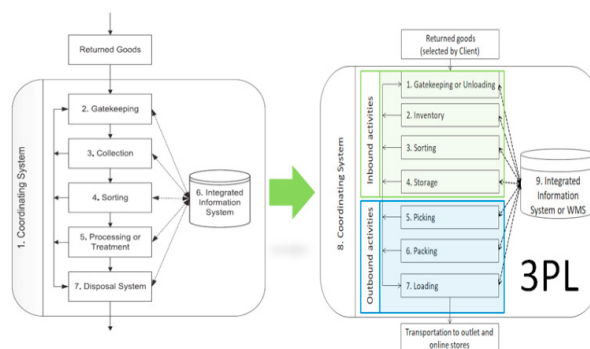 Returned Goods
1. Coordinating System
2. Gatekeeping
3. Collection
4. Sorting
5. Processing or
Treatment
7. Disposal System
6. Integrated
Information
System
Returned goods
(selected by Client)
8. Coordinating System
Inbound activities
1. Gatekeeping or Unloading
2. Inventory
3. Sorting
4. Storage
Outbound activities
5. Picking
6. Packing
7. Loading
9. Integrated
Information
System or WMS
3PL
Transportation to outlet and
online stores